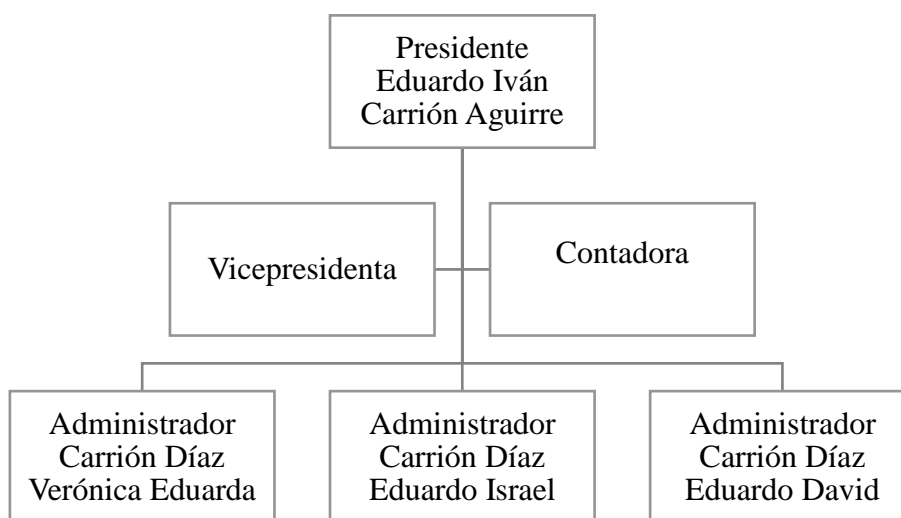 Presidente
Eduardo Iván
Carrión Aguirre
Vicepresidenta
Contadora
Administrador
Carrión Díaz
Verónica Eduarda
Administrador
Carrión Díaz
Eduardo Israel
Administrador
Carrión Díaz
Eduardo David